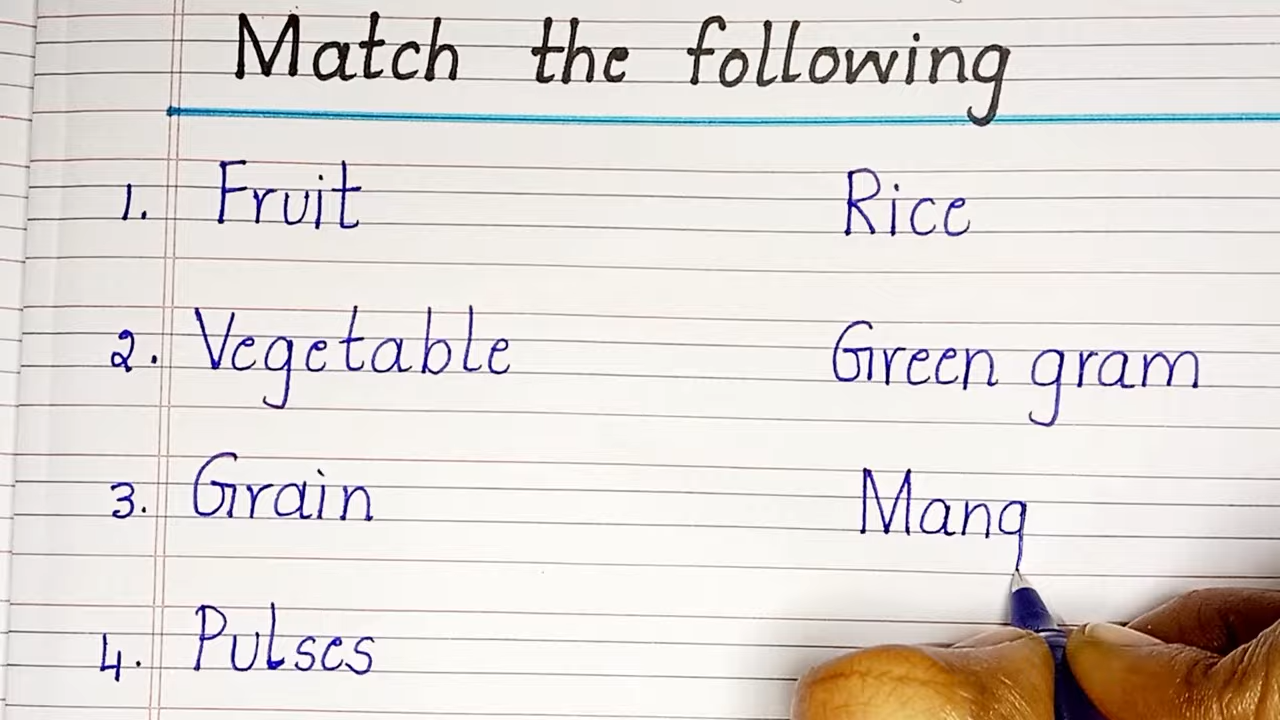 Match the following
1. Fruit Rice
2. Vegetable Green gram
3. Grain Mang
4. Pulses